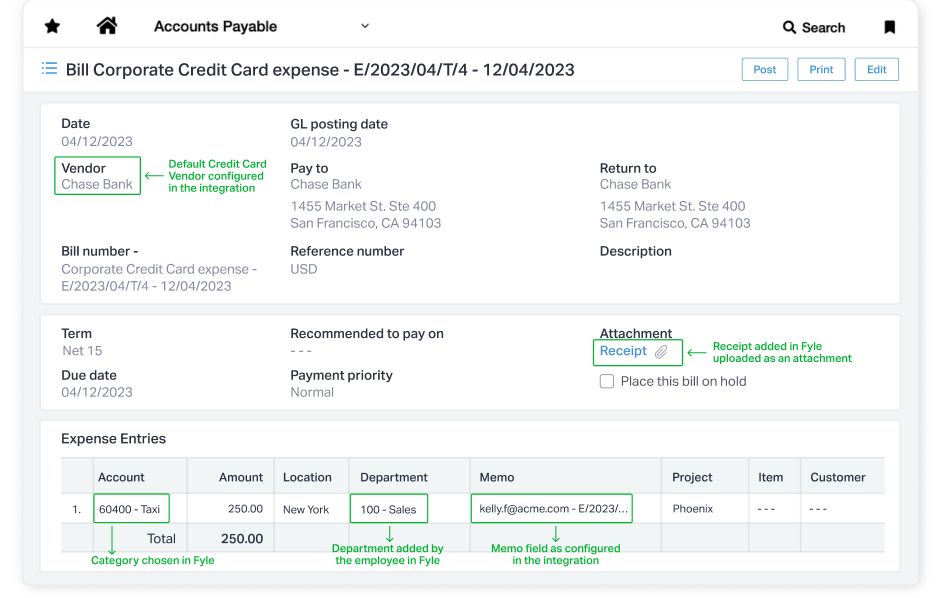 Accounts Payable
Search
Bill Corporate Credit Card expense - E/2023/04/T/4 - 12/04/2023
Post
Print
Edit
Date
04/12/2023
GL posting date
04/12/2023
Vendor
Chase Bank
Default Credit Card
Vendor configured
in the integration
Pay to
Chase Bank
1455 Market St. Ste 400
San Francisco, CA 94103
Return to
Chase Bank
1455 Market St. Ste 400
San Francisco, CA 94103
Bill number -
Corporate Credit Card expense -
E/2023/04/T/4 - 12/04/2023
Reference number
USD
Description
Term
Net 15
Recommended to pay on
- - -
Attachment
Receipt
Receipt added in Fyle
uploaded as an attachment
Due date
04/12/2023
Payment priority
Normal
Place this bill on hold
Expense Entries
Account Amount Location Department Memo Project Item Customer
1. 60400 - Taxi 250.00 New York 100 - Sales kelly.f@acme.com - E/2023/... Phoenix - - - - - -
Total 250.00
Category chosen in Fyle
Department added by
the employee in Fyle
Memo field as configured
in the integration